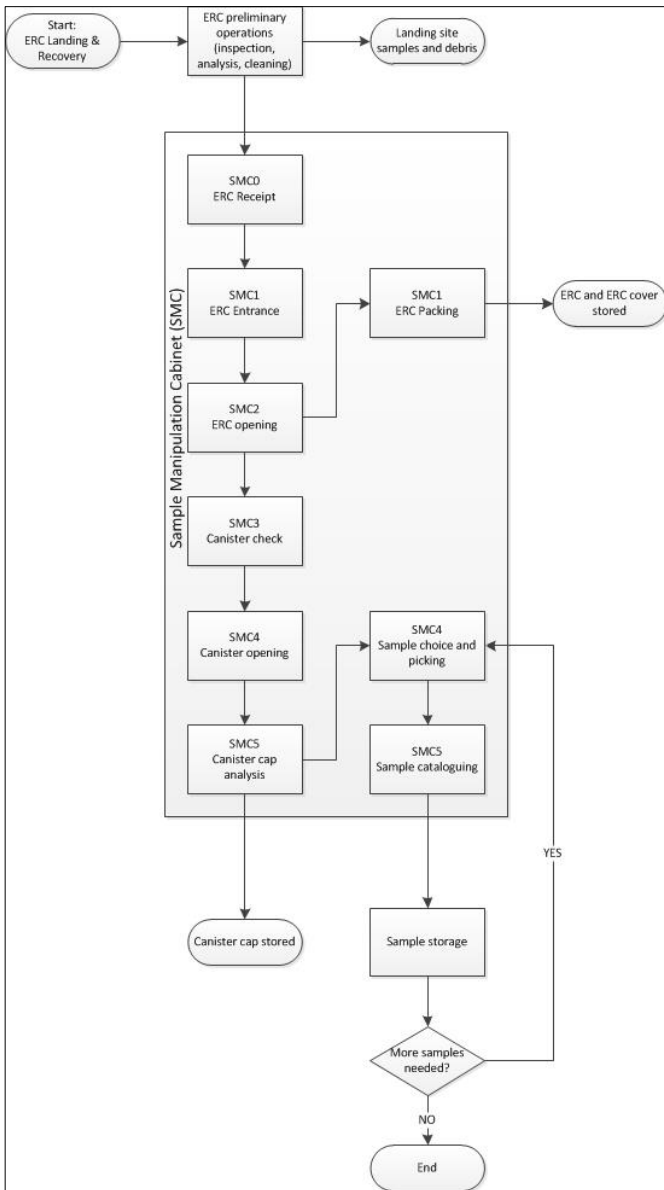 Start:
ERC Landing &
Recovery
ERC preliminary
operations
(inspection,
analysis, cleaning)
Landing site
samples and debris
Sample Manipulation Cabinet (SMC)
SMC0
ERC Receipt
SMC1
ERC Entrance
SMC1
ERC Packing
ERC and ERC cover
stored
SMC2
ERC opening
SMC3
Canister check
SMC4
Canister opening
SMC4
Sample choice and
picking
SMC5
Canister cap
analysis
SMC5
Sample cataloguing
YES
Canister cap stored
Sample storage
More samples
needed?
NO
End